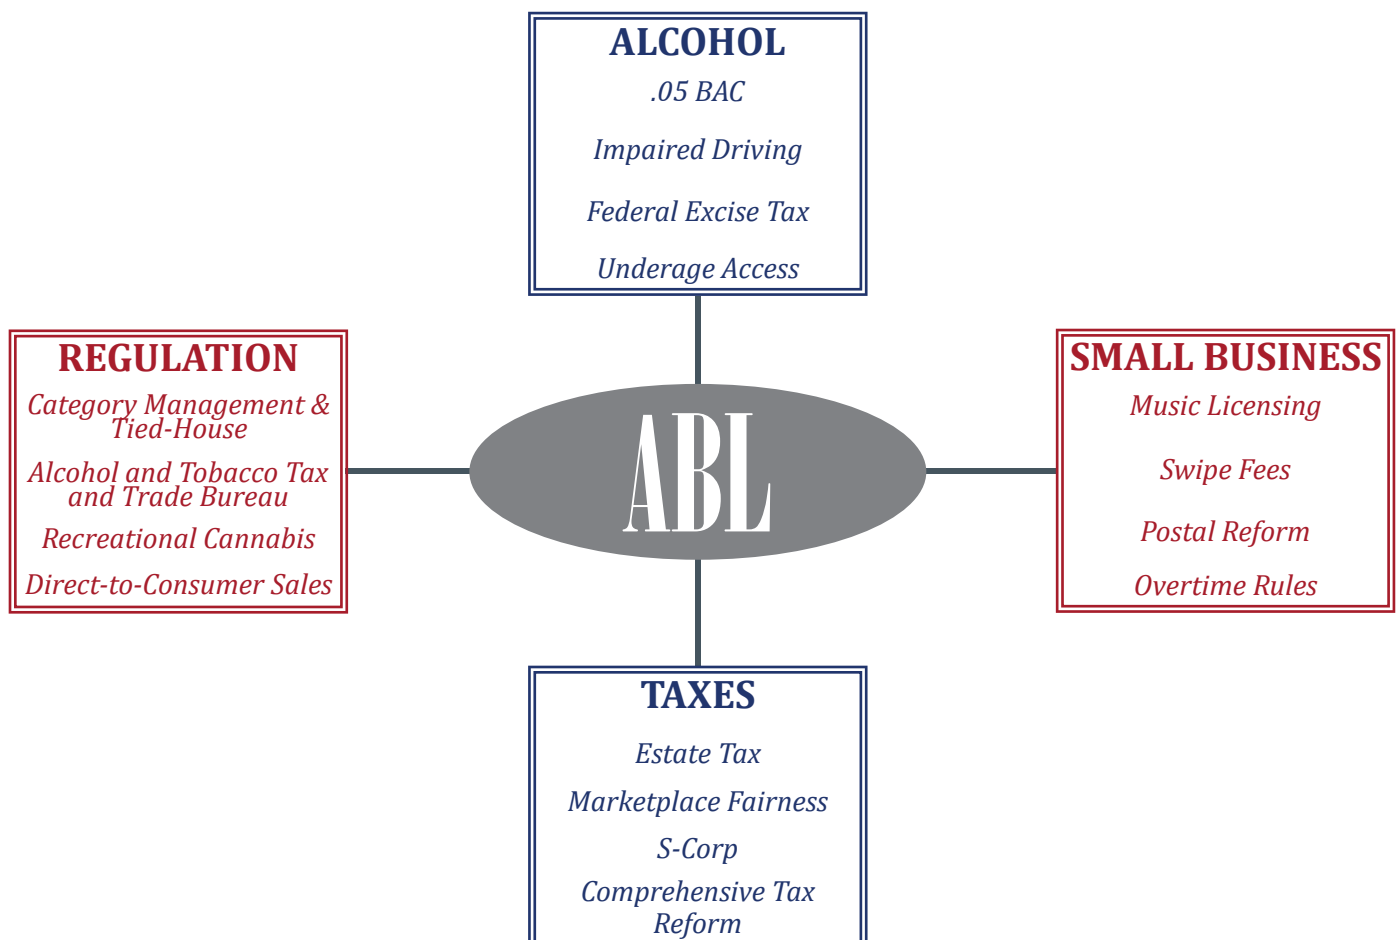 ALCOHOL
.05 BAC
Impaired Driving
Federal Excise Tax
Underage Access
REGULATION
Category Management &
Tied-House
Alcohol and Tobacco Tax
and Trade Bureau
Recreational Cannabis
Direct-to-Consumer Sales
ABL
SMALL BUSINESS
Music Licensing
Swipe Fees
Postal Reform
Overtime Rules
TAXES
Estate Tax
Marketplace Fairness
S-Corp
Comprehensive Tax
Reform